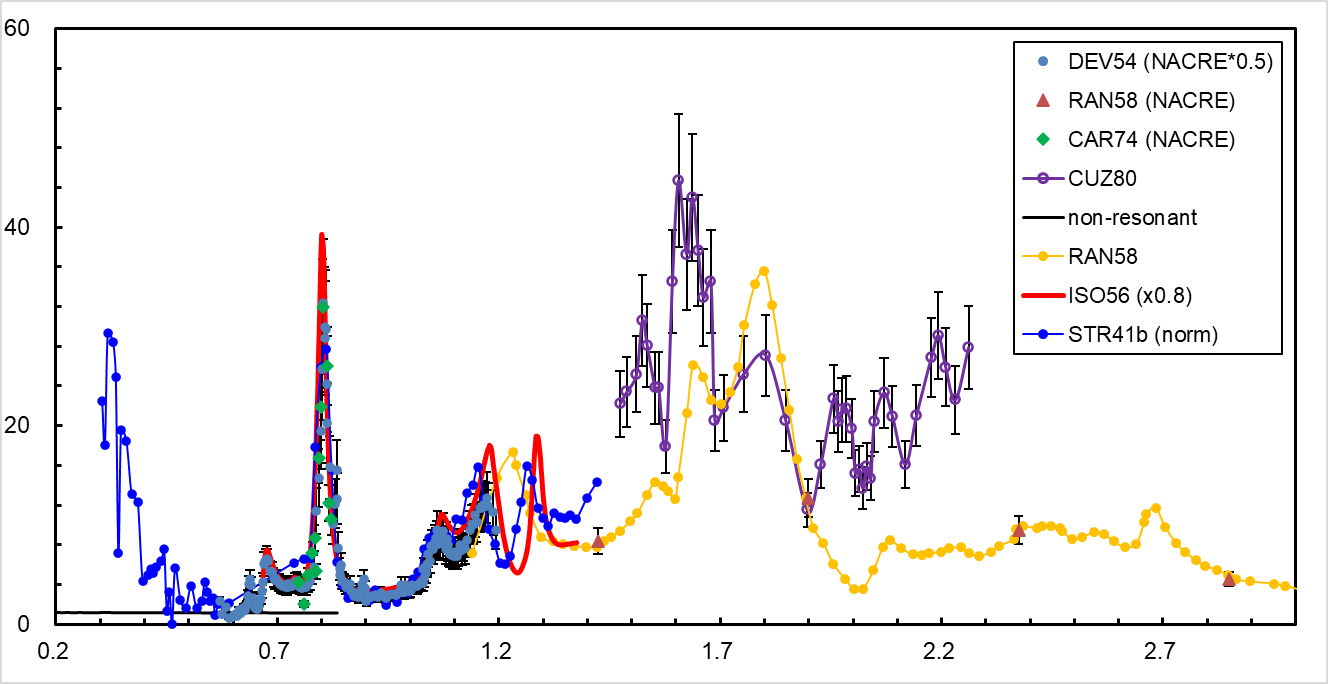 60
DEV54 (NACRE*0.5)
RAN58 (NACRE)
CAR74 (NACRE)
CUZ80
non-resonant
RAN58
ISO56 (x0.8)
STR41b (norm)
40
20
0
0.2 0.7 1.2 1.7 2.2 2.7